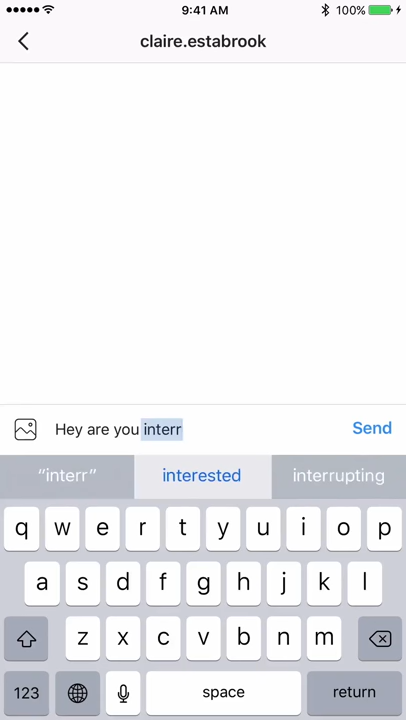 9:41 AM
100%
claire.estabrook
Hey are you interr
Send
“interr” interested interrupting
q w e r t y u i o p
a s d f g h j k l
z x c v b n m
123 space return